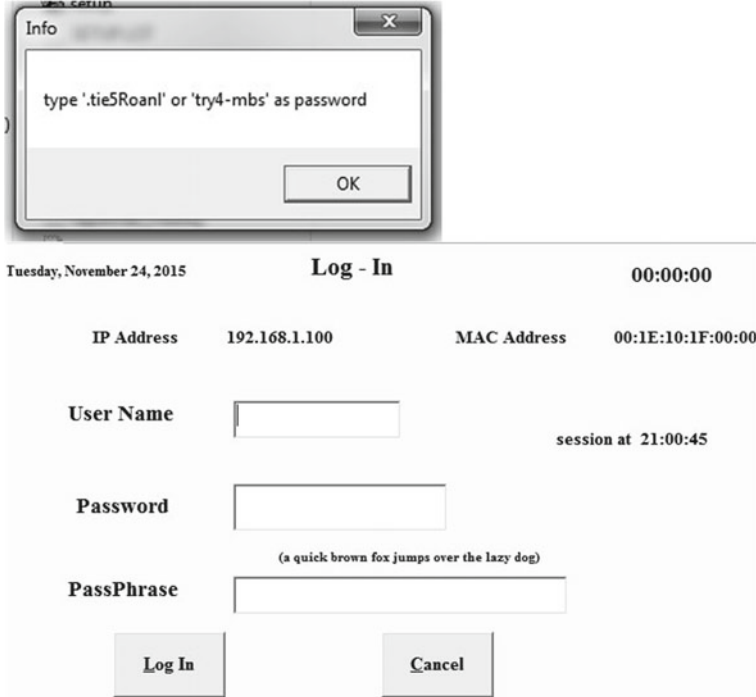 setup
Info
type '.tie5Roanl' or 'try4-mbs' as password
)
OK
Tuesday, November 24, 2015 Log - In 00:00:00
IP Address 192.168.1.100 MAC Address 00:1E:10:1F:00:00
User Name
session at 21:00:45
Password
(a quick brown fox jumps over the lazy dog)
PassPhrase
Log In Cancel